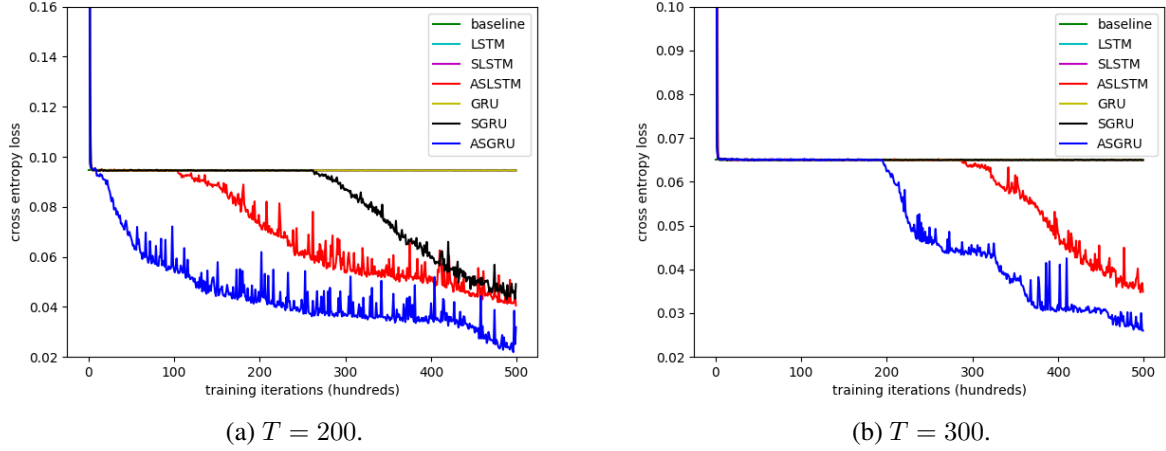 0.16
0.14
0.12
0.10
0.08
0.06
0.04
0.02
cross entropy loss
0 100 200 300 400 500
training iterations (hundreds)
baseline
LSTM
SLSTM
ASLSTM
GRU
SGRU
ASGRU
(a) T = 200.
0.10
0.09
0.08
0.07
0.06
0.05
0.04
0.03
0.02
cross entropy loss
0 100 200 300 400 500
training iterations (hundreds)
baseline
LSTM
SLSTM
ASLSTM
GRU
SGRU
ASGRU
(b) T = 300.